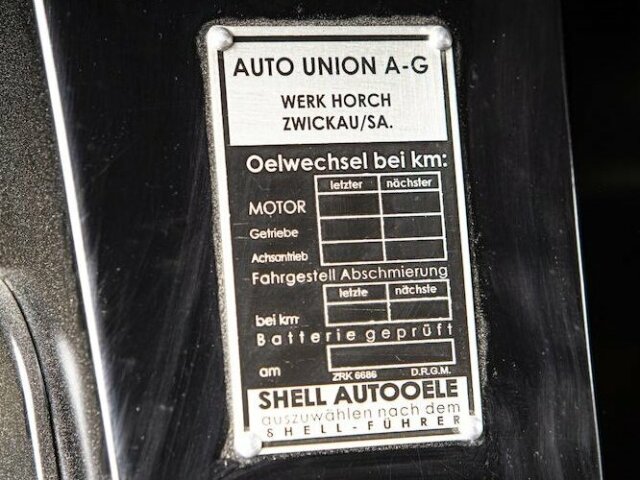 AUTO UNION A-G
WERK HORCH
ZWICKAU/SA.
Oelwechsel bei km:
letzter nächster
MOTOR
Getriebe
Achsantrieb
Fahrgestell Abschmierung
letzte nächste
bei km
Batterie geprüft
am
ZRK 6686 D.R.G.M.
SHELL AUTOOELE
auszuwählen nach dem
SHELL-FÜHRER